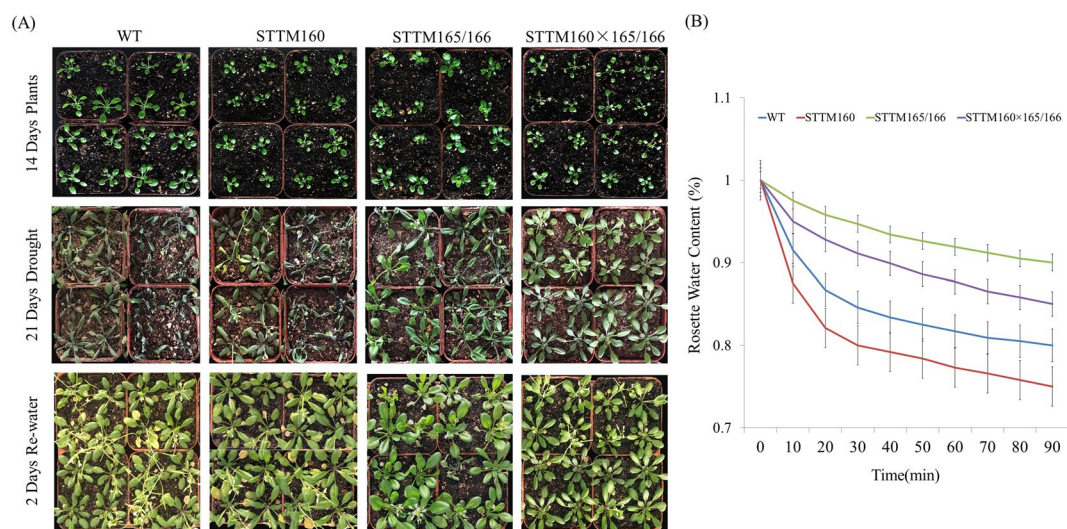 (A)
WT STTM160 STTM165/166 STTM160×165/166
14 Days Plants
21 Days Drought
2 Days Re-water
(B)
Rosette Water Content (%)
1.1
1
0.9
0.8
0.7
WT STTM160 STTM165/166 STTM160×165/166
0 10 20 30 40 50 60 70 80 90
Time(min)